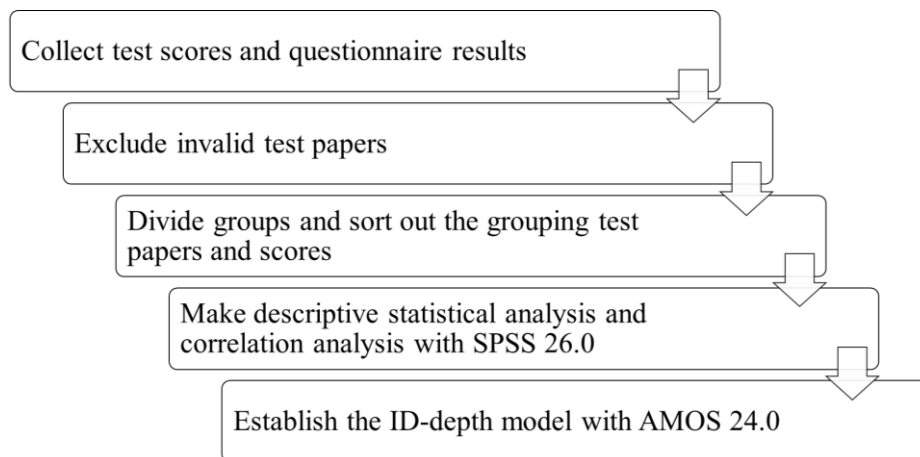 Collect test scores and questionnaire results
Exclude invalid test papers
Divide groups and sort out the grouping test
papers and scores
Make descriptive statistical analysis and
correlation analysis with SPSS 26.0
Establish the ID-depth model with AMOS 24.0